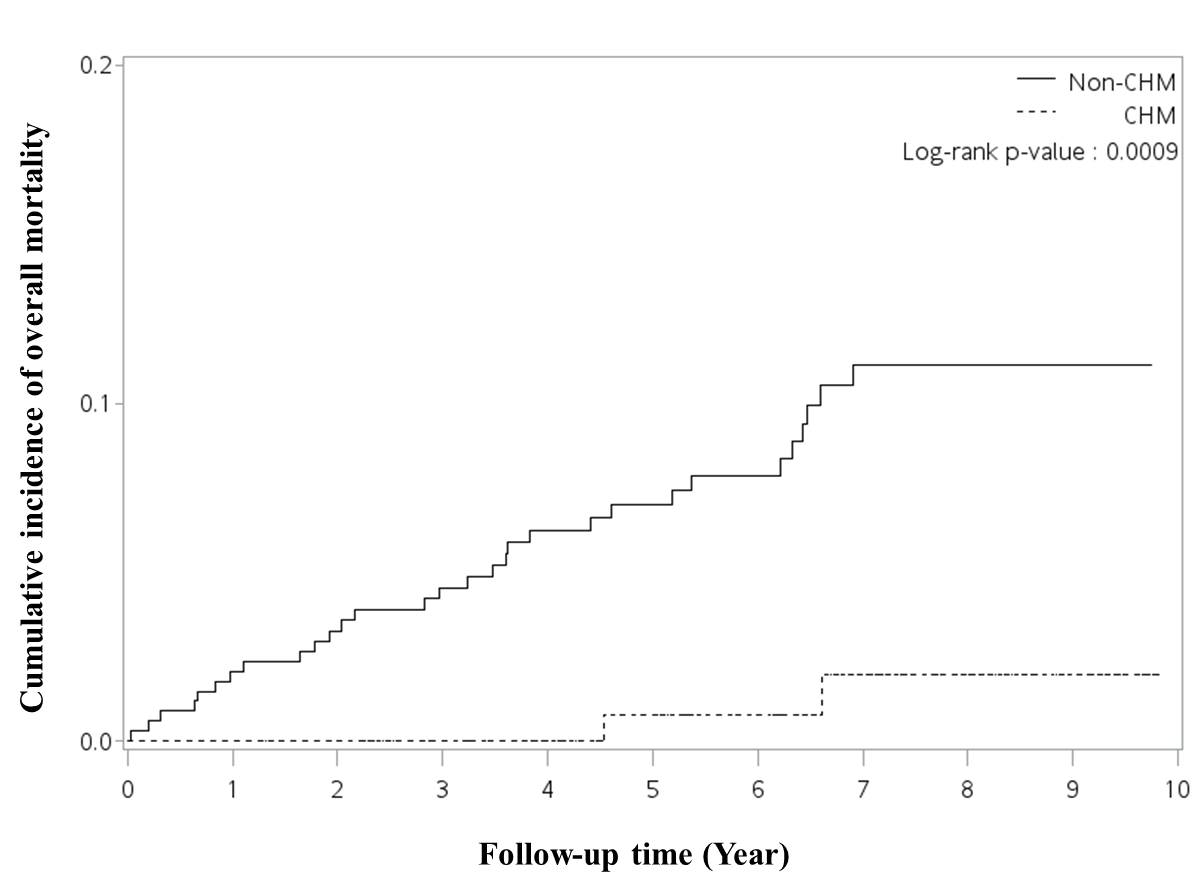 Cumulative incidence of overall mortality
0.2
0.1
0.0
Non-CHM
CHM
Log-rank p-value : 0.0009
0 1 2 3 4 5 6 7 8 9 10
Follow-up time (Year)